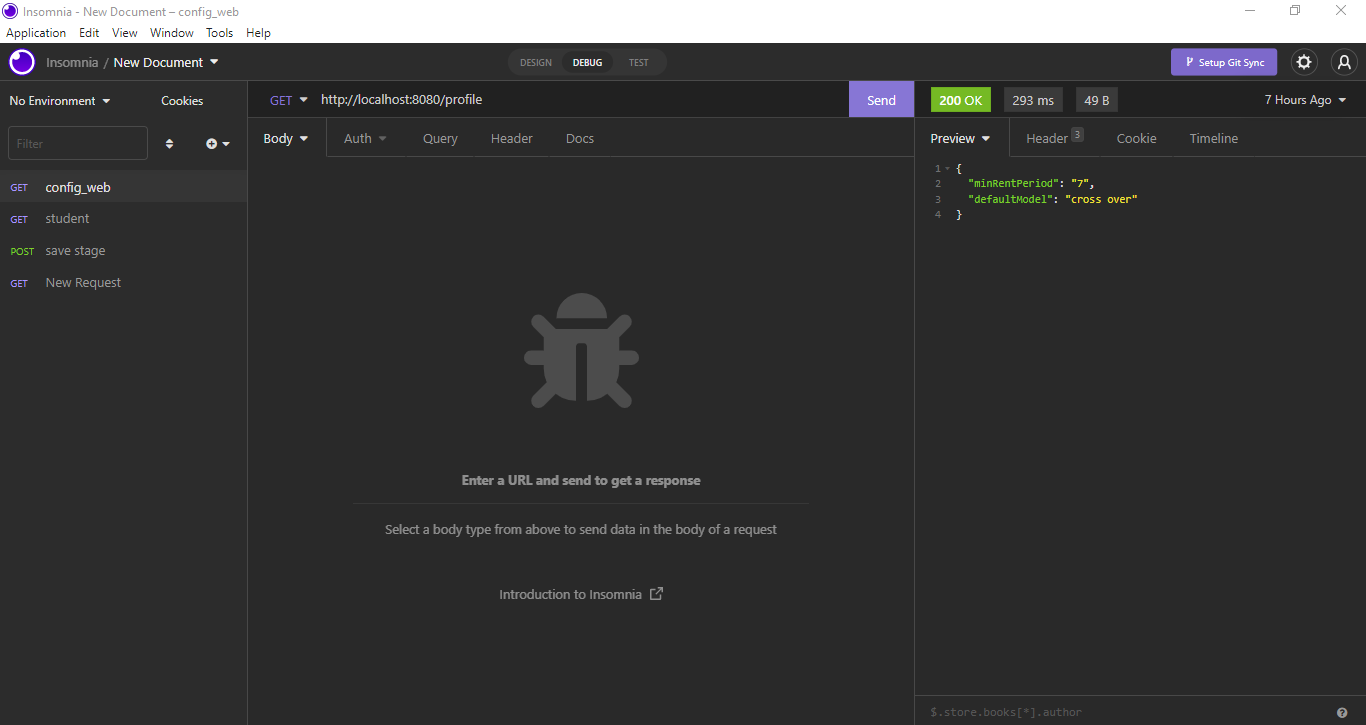 Insomnia - New Document – config_web
Application Edit View Window Tools Help
Insomnia / New Document
DESIGN DEBUG TEST
Setup Git Sync
No Environment Cookies
Filter
GET config_web
GET student
POST save stage
GET New Request
GET http://localhost:8080/profile Send
Body Auth Query Header Docs
Enter a URL and send to get a response
Select a body type from above to send data in the body of a request
Introduction to Insomnia
200 OK 293 ms 49 B 7 Hours Ago
Preview Header 3 Cookie Timeline
1 {
2 "minRentPeriod": "7",
3 "defaultModel": "cross over"
4 }
$.store.books[*].author